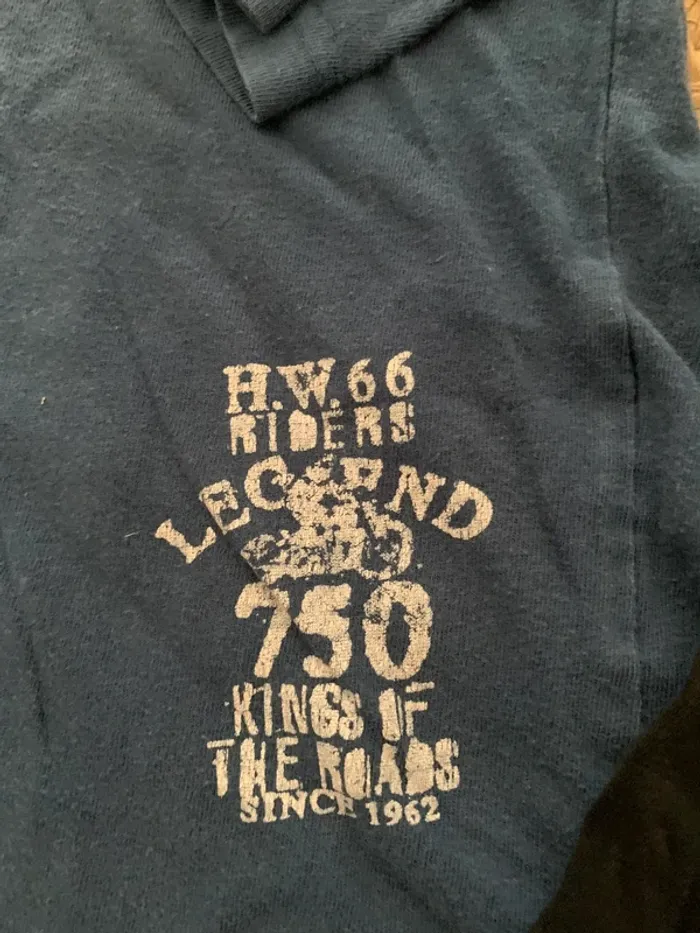 H.W.66
RIDERS
LEGEND
750
KINGS OF
THE ROADS
SINCE 1962